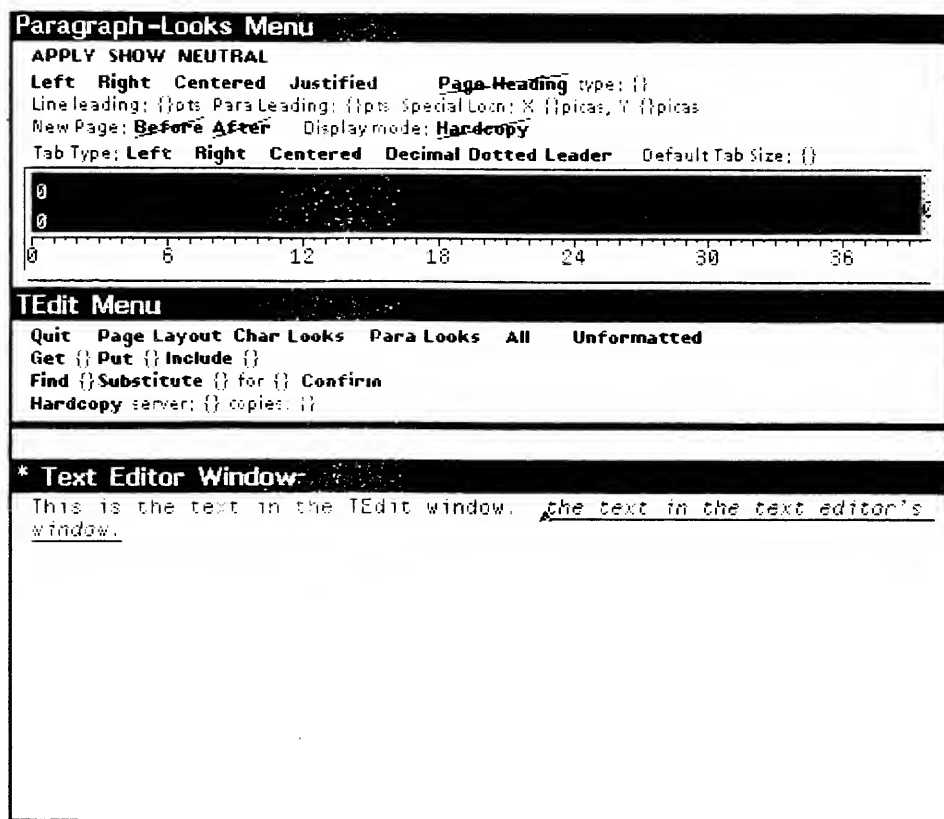 Paragraph-Looks Menu
APPLY SHOW NEUTRAL
Left Right Centered Justified Page Heading type: {}
Line leading: {}pts Para Leading: {}pts Special Locn: X {}picas, Y {}picas
New Page: Before After Display mode: Hardcopy
Tab Type: Left Right Centered Decimal Dotted Leader Default Tab Size: {}
0
0
0 6 12 18 24 30 36
TEdit Menu
Quit Page Layout Char Looks Para Looks All Unformatted
Get {} Put {} Include {}
Find {} Substitute {} for {} Confirm
Hardcopy server: {} copies: {}
* Text Editor Window
This is the text in the TEdit window. the text in the text editor's
window.